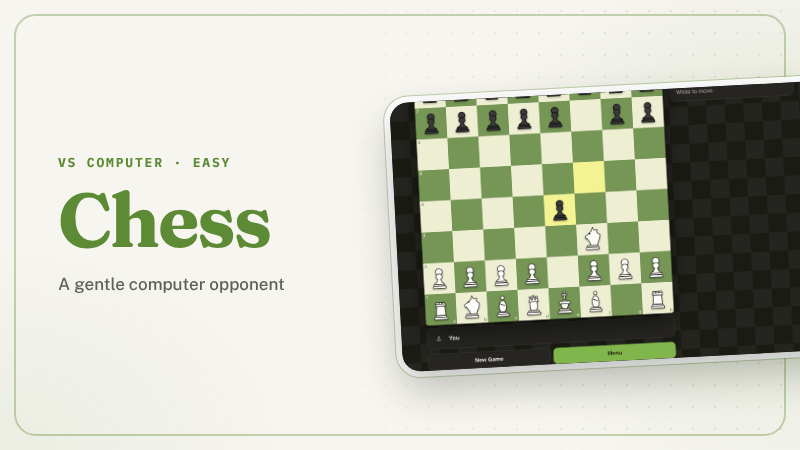 VS COMPUTER · EASY
Chess
A gentle computer opponent
White to move.
You
New Game
Menu